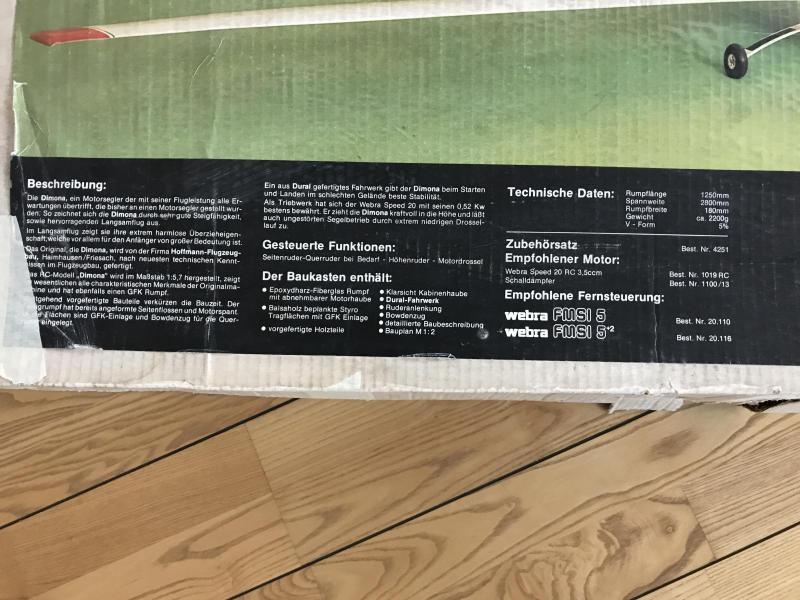 Beschreibung:
Die Dimona, ein Motorsegler der mit seiner Flugleistung alle Er-
wartungen übertrifft, die bisher an einen Motorsegler gestellt wur-
den. So zeichnet sich die Dimona durch sehr gute Steigfähigkeit,
sowie hervorragenden Langsamflug aus.
Im Langsamflug zeigt sie ihre extrem harmlose Überzieheigen-
schaft, welche vor allem für den Anfänger von großer Bedeutung ist.
Das Original, die Dimona, wird von der Firma Hoffmann-Flugzeug-
bau, Haimhausen/Friesach, nach neuesten technischen Kennt-
nissen im Flugzeugbau, gefertigt.
Das RC-Modell „Dimona" wird im Maßstab 1:5,7 hergestellt, zeigt
wesentlichen alle charakteristischen Merkmale der Originalma-
chine und hat ebenfalls einen GFK Rumpf.
tgehend vorgefertigte Bauteile verkürzen die Bauzeit. Der
grumpf hat bereits angeformte Seitenflossen und Motorspant.
Flächen sind GFK-Einlage und Bowdenzug für die Quer-
eingelegt.
Ein aus Dural gefertigtes Fahrwerk gibt der Dimona beim Starten
und Landen im schlechten Gelände beste Stabilität.
Als Triebwerk hat sich der Webra Speed 20 mit seinen 0,52 Kw
bestens bewährt. Er zieht die Dimona kraftvoll in die Höhe und läßt
auch ungestörten Segelbetrieb durch extrem niedrigen Drossel-
lauf zu.
Gesteuerte Funktionen:
Seitenruder-Querruder bei Bedarf - Höhenruder - Motordrossel
Der Baukasten enthält:
• Epoxydharz-Fiberglas Rumpf
mit abnehmbarer Motorhaube
• Balsaholz beplankte Styro
Tragflächen mit GFK Einlage
• vorgefertigte Holzteile
• Klarsicht Kabinenhaube
• Dural-Fahrwerk
• Ruderanlenkung
• Bowdenzug
• detaillierte Baubeschreibung
• Bauplan M 1:2
Technische Daten:
Rumpflänge 1250mm
Spannweite 2800mm
Rumpfbreite 180mm
Gewicht ca. 2200g
V - Form 5%
Zubehörsatz Best. Nr. 4251
Empfohlener Motor:
Webra Speed 20 RC 3,5ccm Best. Nr. 1019 RC
Schalldämpfer Best. Nr. 1100/13
Empfohlene Fernsteuerung:
webra FMSI 5 Best. Nr. 20.110
webra FMSI 5+2 Best. Nr. 20.116